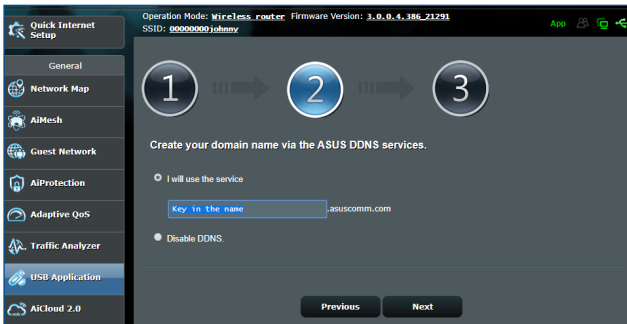 Quick Internet
Setup
General
Network Map
AiMesh
Guest Network
AiProtection
Adaptive QoS
Traffic Analyzer
USB Application
AiCloud 2.0
Operation Mode: Wireless router Firmware Version: 3.0.0.4.386_21291
SSID: 00000000johnny
App
1
2
3
Create your domain name via the ASUS DDNS services.
I will use the service
Key in the name .asuscomm.com
Disable DDNS.
Previous Next